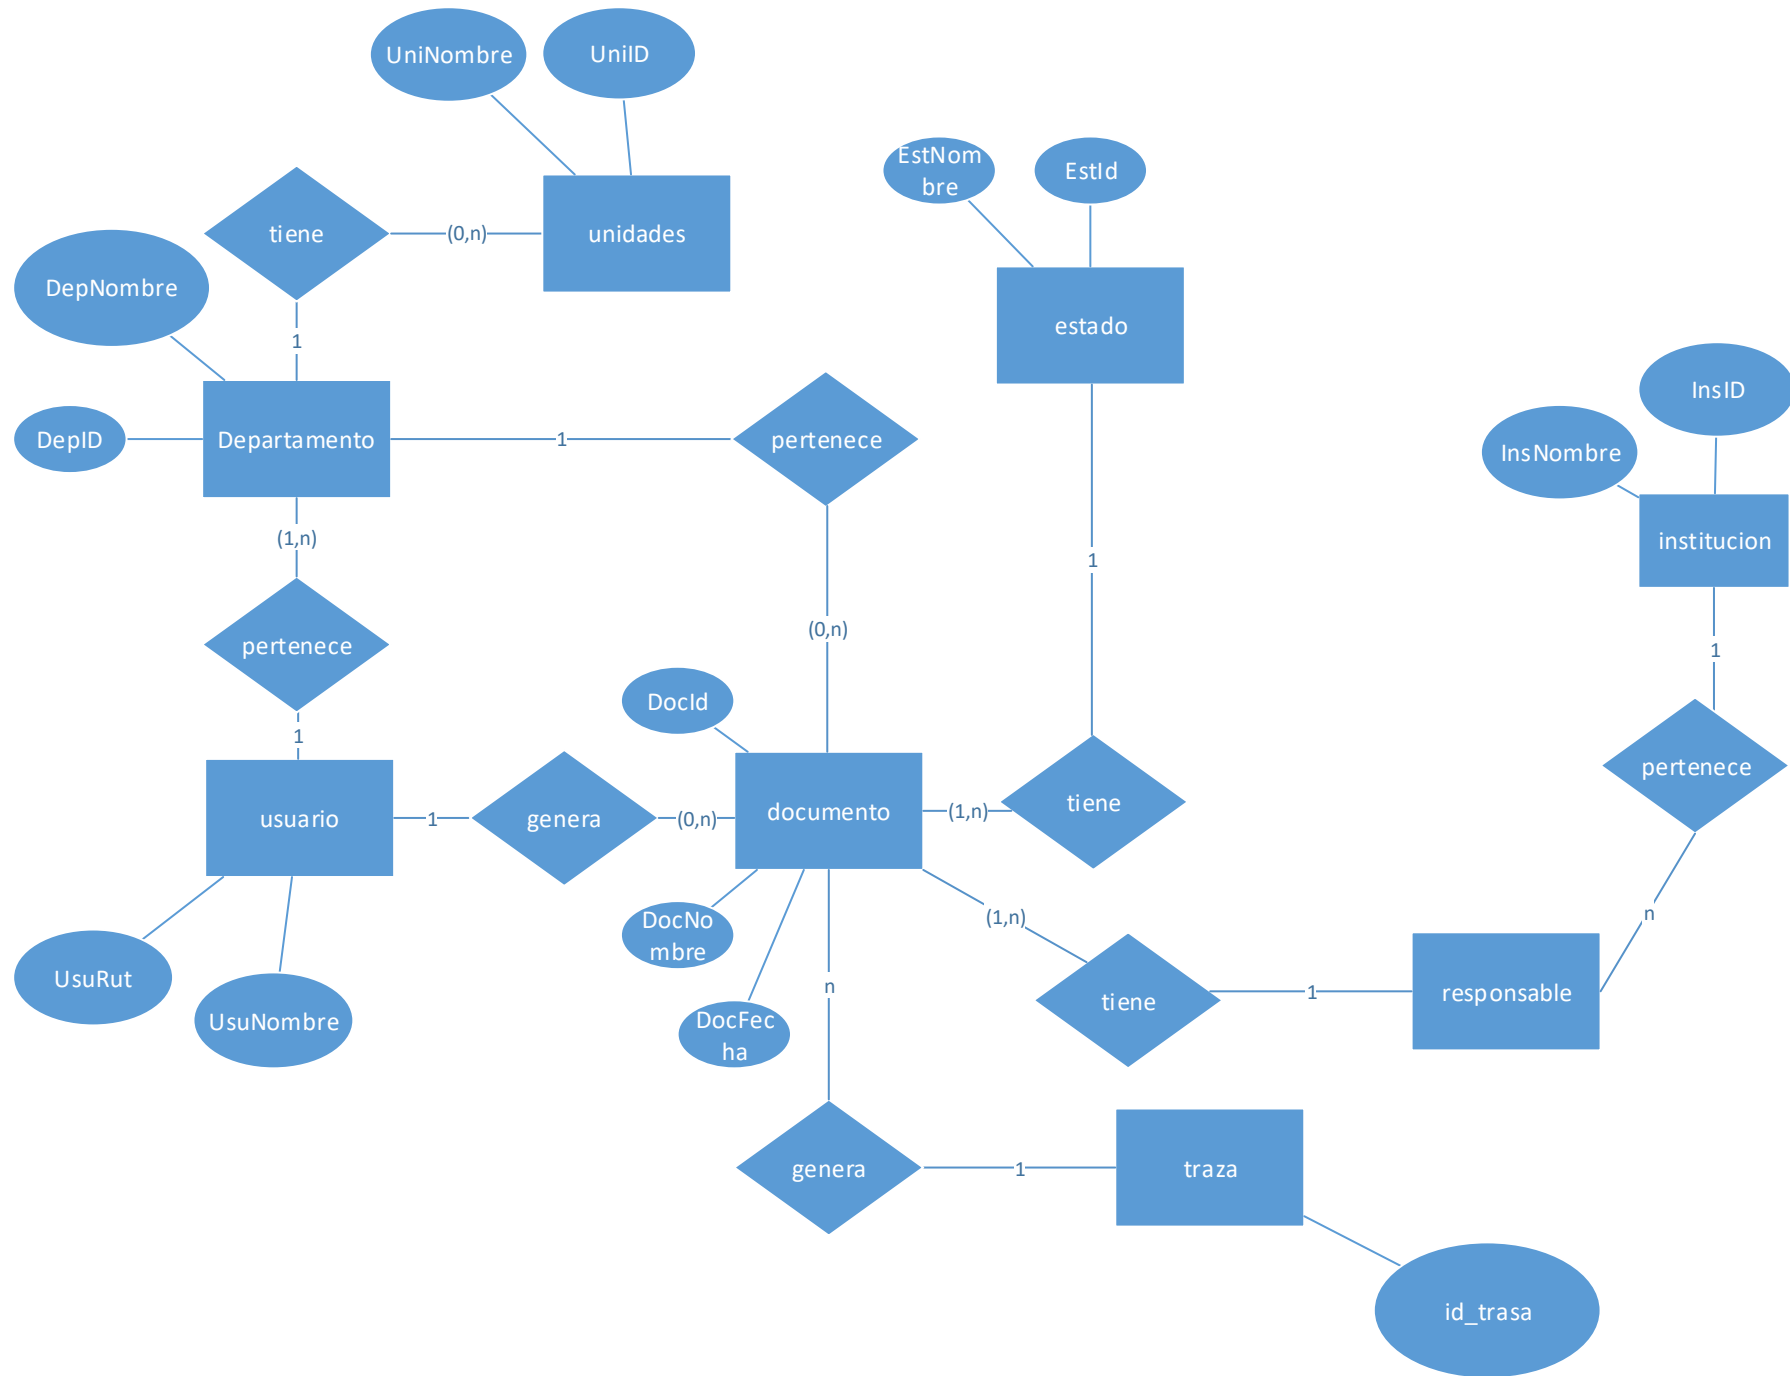 UniNombre
UniID
EstNom
bre
EstId
tiene
(0,n)
unidades
DepNombre
estado
1
InsID
DepID
Departamento
1
pertenece
InsNombre
(1,n)
institucion
1
(0,n)
pertenece
1
DocId
1
pertenece
usuario
1
genera
(0,n)
documento
(1,n)
tiene
DocNo
mbre
(1,n)
n
UsuRut
UsuNombre
DocFec
ha
n
tiene
1
responsable
genera
1
traza
id_trasa